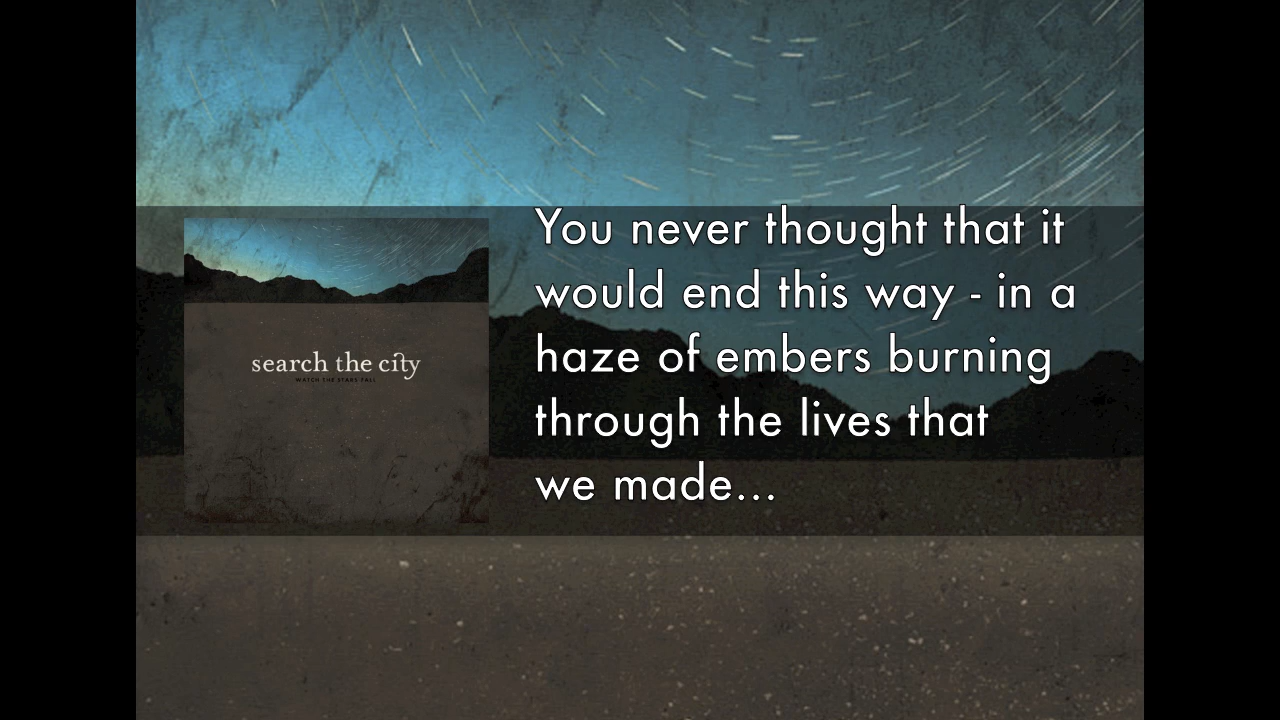 search the city
WATCH THE STARS FALL
You never thought that it
would end this way - in a
haze of embers burning
through the lives that
we made...